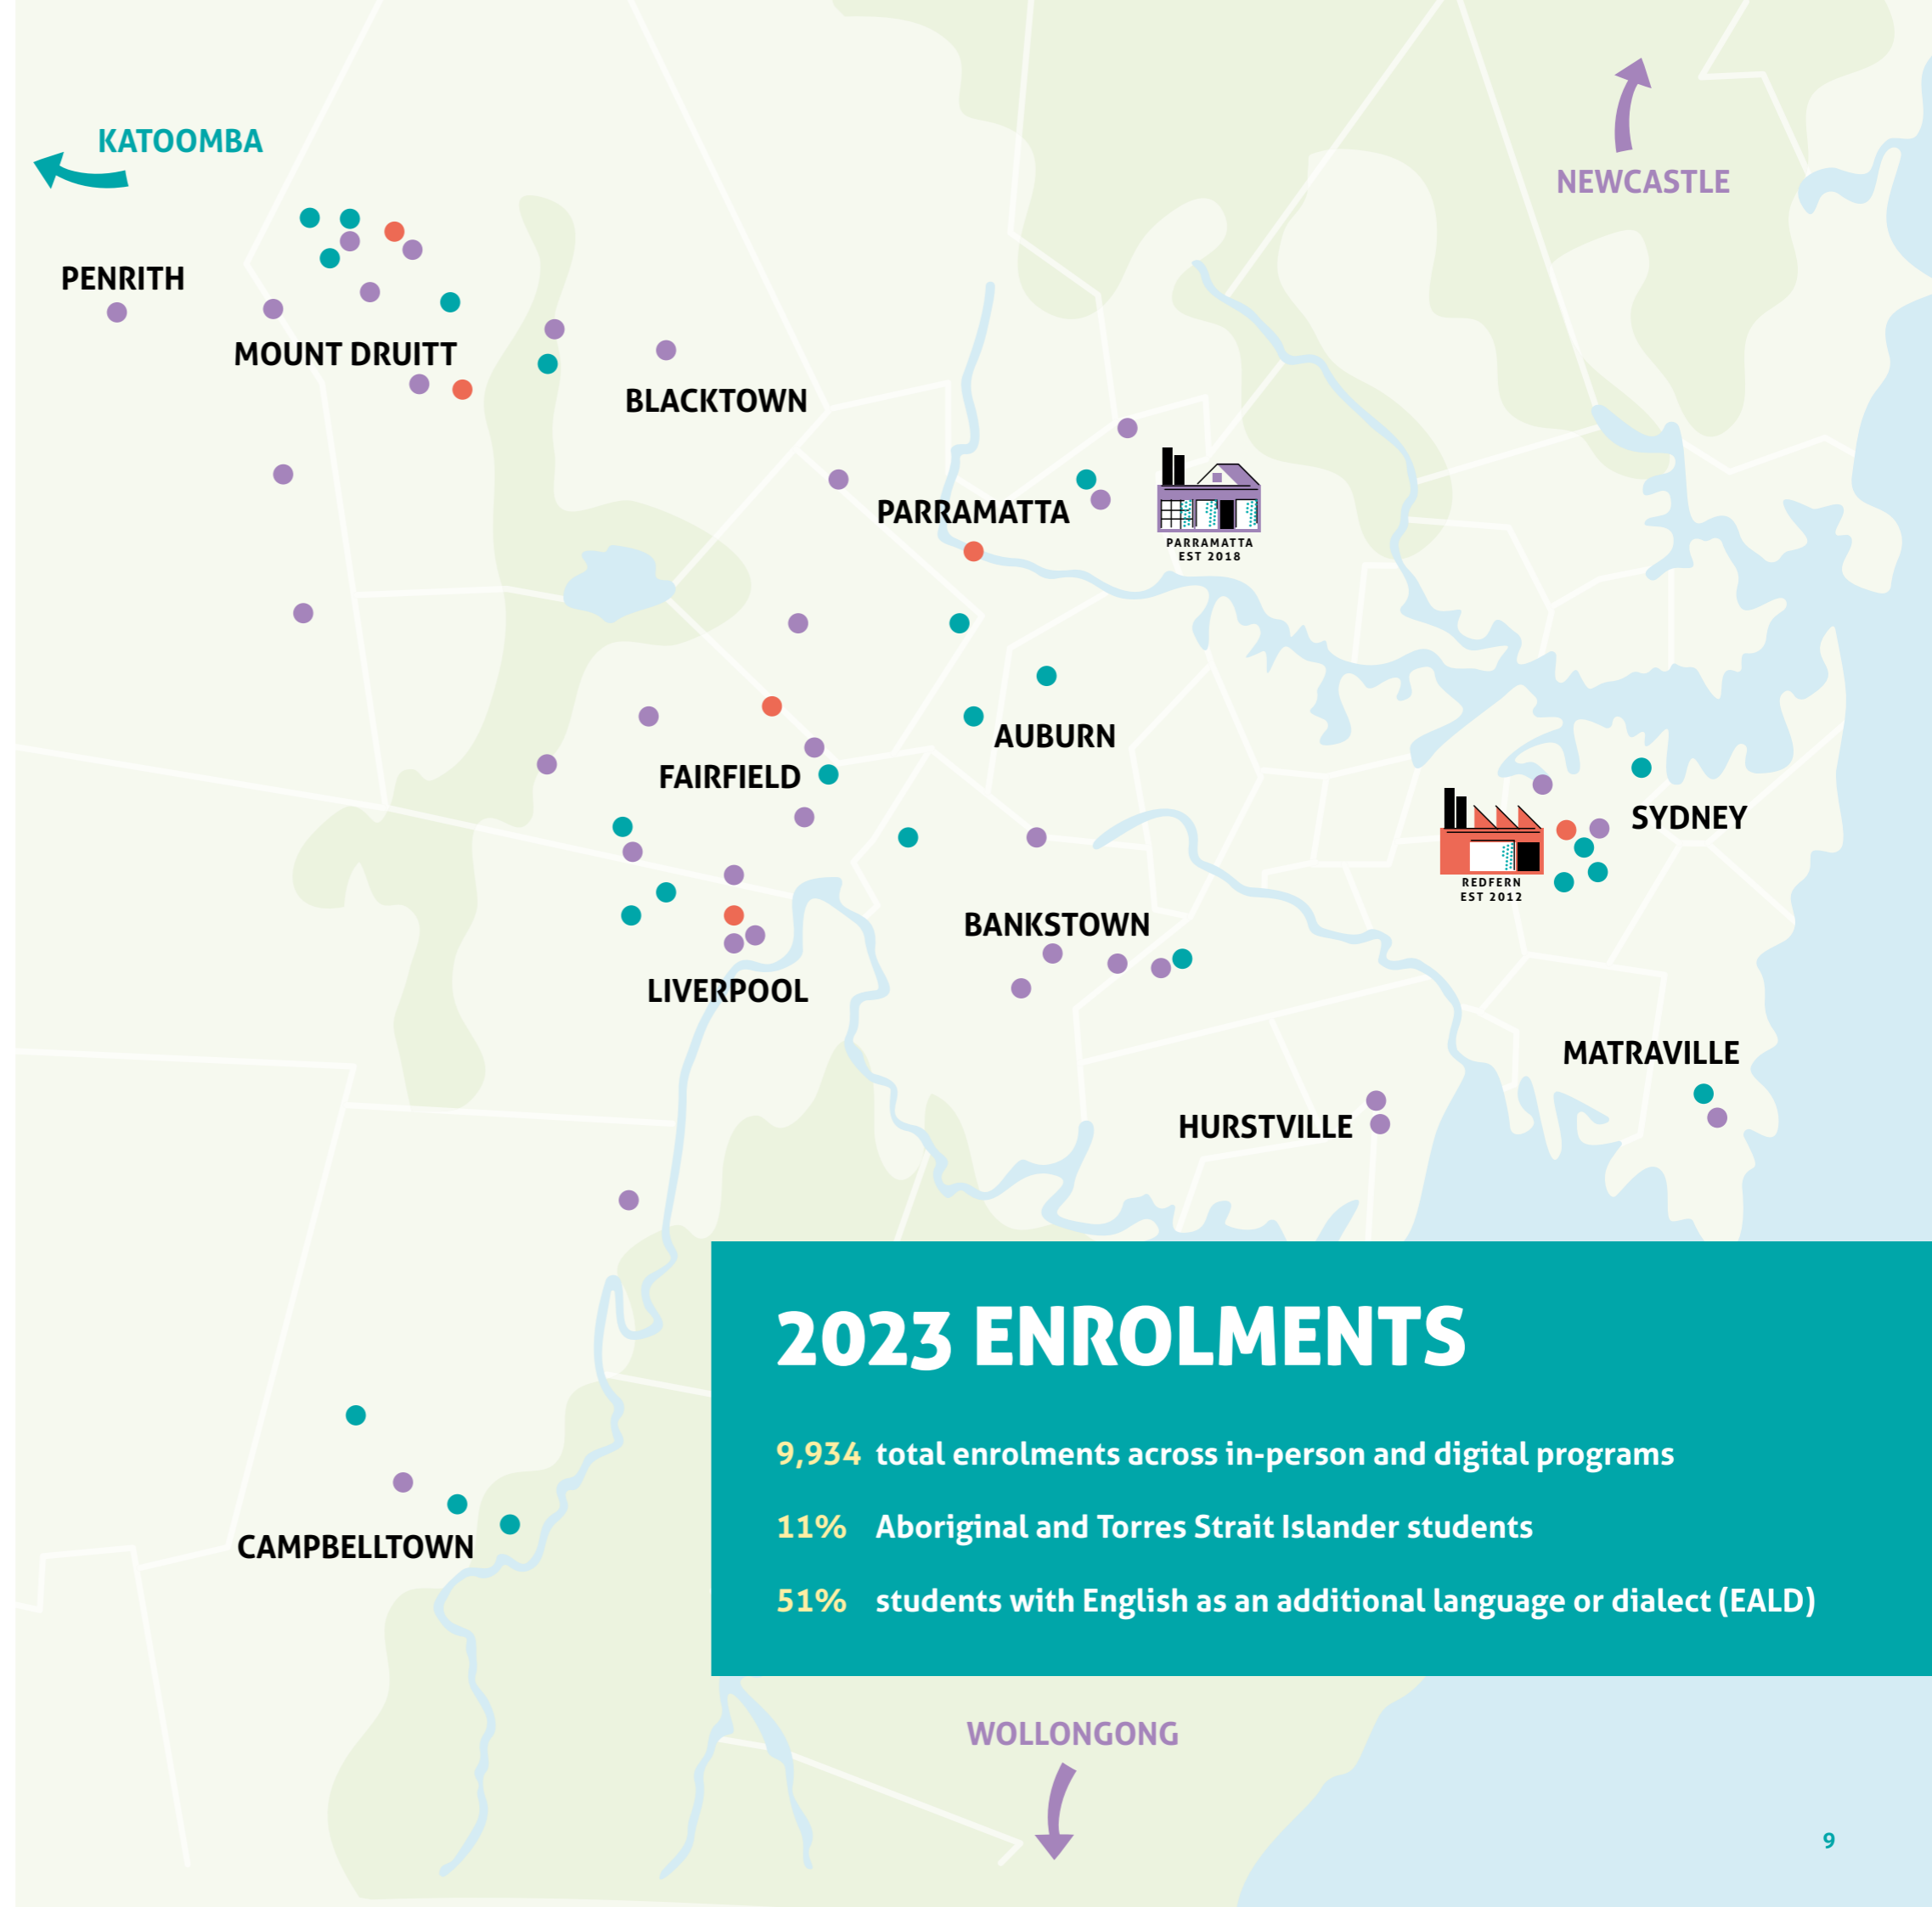 KATOOMBA
NEWCASTLE
PENRITH
MOUNT DRUITT
BLACKTOWN
PARRAMATTA
PARRAMATTA
EST 2018
AUBURN
FAIRFIELD
SYDNEY
REDFERN
EST 2012
BANKSTOWN
LIVERPOOL
MATRAVILLE
HURSTVILLE
2023 ENROLMENTS
9,934 total enrolments across in-person and digital programs
11% Aboriginal and Torres Strait Islander students
51% students with English as an additional language or dialect (EALD)
CAMPBELLTOWN
WOLLONGONG
9